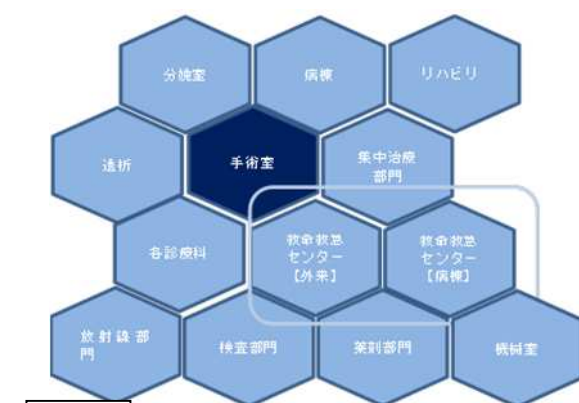 分娩室
病棟
リハビリ
透析
手術室
集中治療
部門
各診療科
救命救急
センター
【外来】
救命救急
センター
【病棟】
放射線部
門
検査部門
薬剤部門
機械室